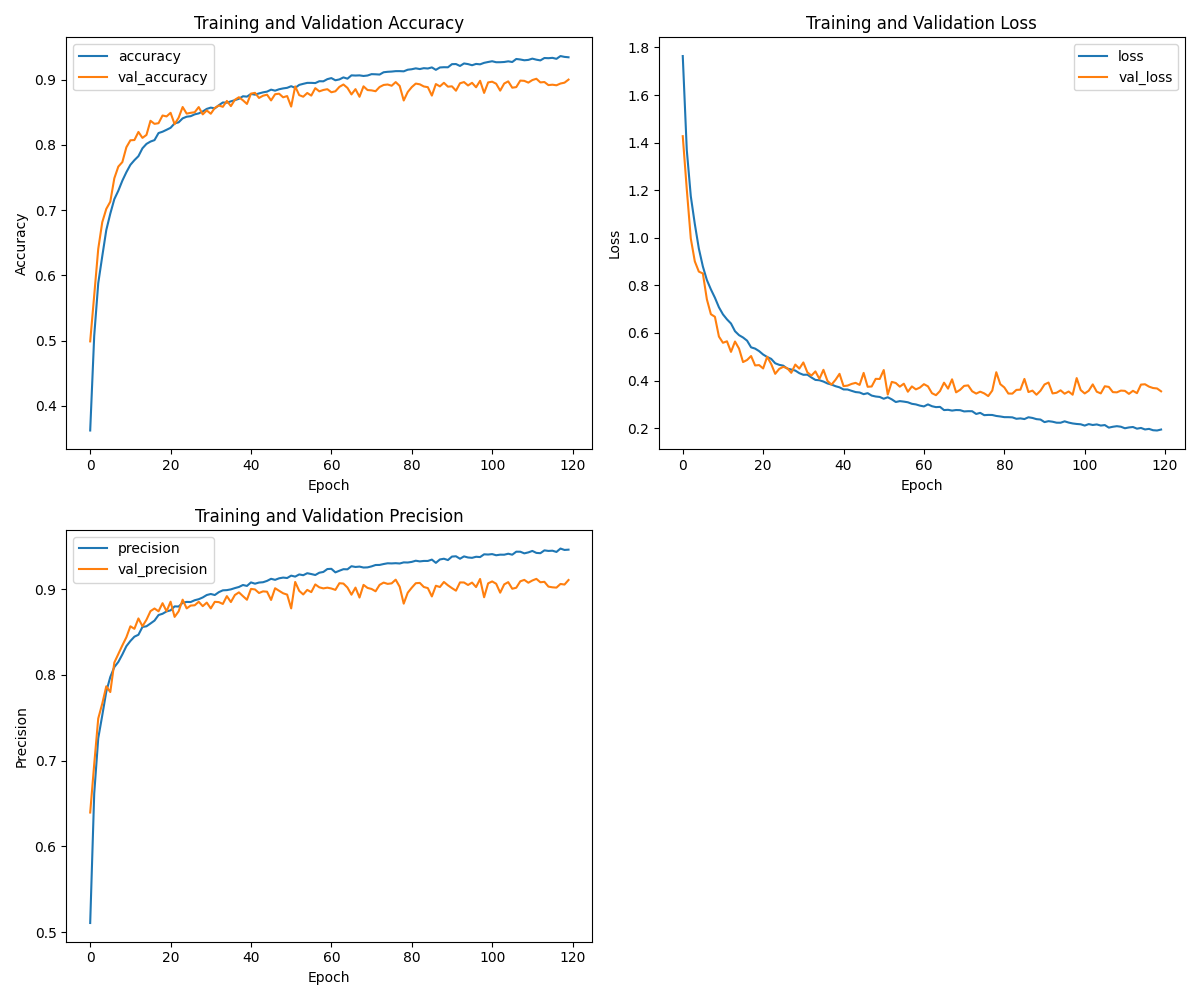 Training and Validation Accuracy
accuracy
val_accuracy
0.9
0.8
0.7
0.6
0.5
0.4
Accuracy
0 20 40 60 80 100 120
Epoch
Training and Validation Loss
loss
val_loss
1.8
1.6
1.4
1.2
1.0
0.8
0.6
0.4
0.2
Loss
0 20 40 60 80 100 120
Epoch
Training and Validation Precision
precision
val_precision
0.9
0.8
0.7
0.6
0.5
Precision
0 20 40 60 80 100 120
Epoch